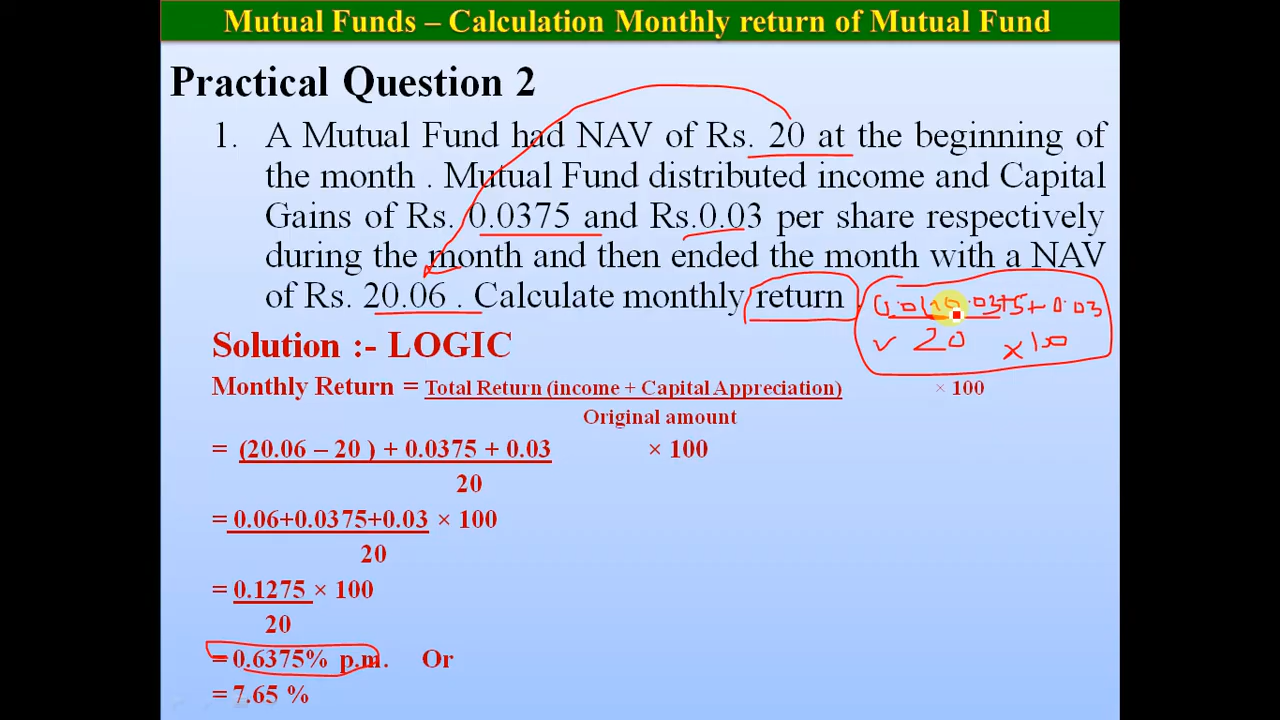 Mutual Funds – Calculation Monthly return of Mutual Fund
Practical Question 2
1. A Mutual Fund had NAV of Rs. 20 at the beginning of
the month . Mutual Fund distributed income and Capital
Gains of Rs. 0.0375 and Rs.0.03 per share respectively
during the month and then ended the month with a NAV
of Rs. 20.06 . Calculate monthly return
+ 0.03
20 × 100
Solution :- LOGIC
Monthly Return = Total Return (income + Capital Appreciation) × 100
Original amount
= (20.06 – 20 ) + 0.0375 + 0.03 × 100
20
= 0.06+0.0375+0.03 × 100
20
= 0.1275 × 100
20
= 0.6375% p.m. Or
= 7.65 %